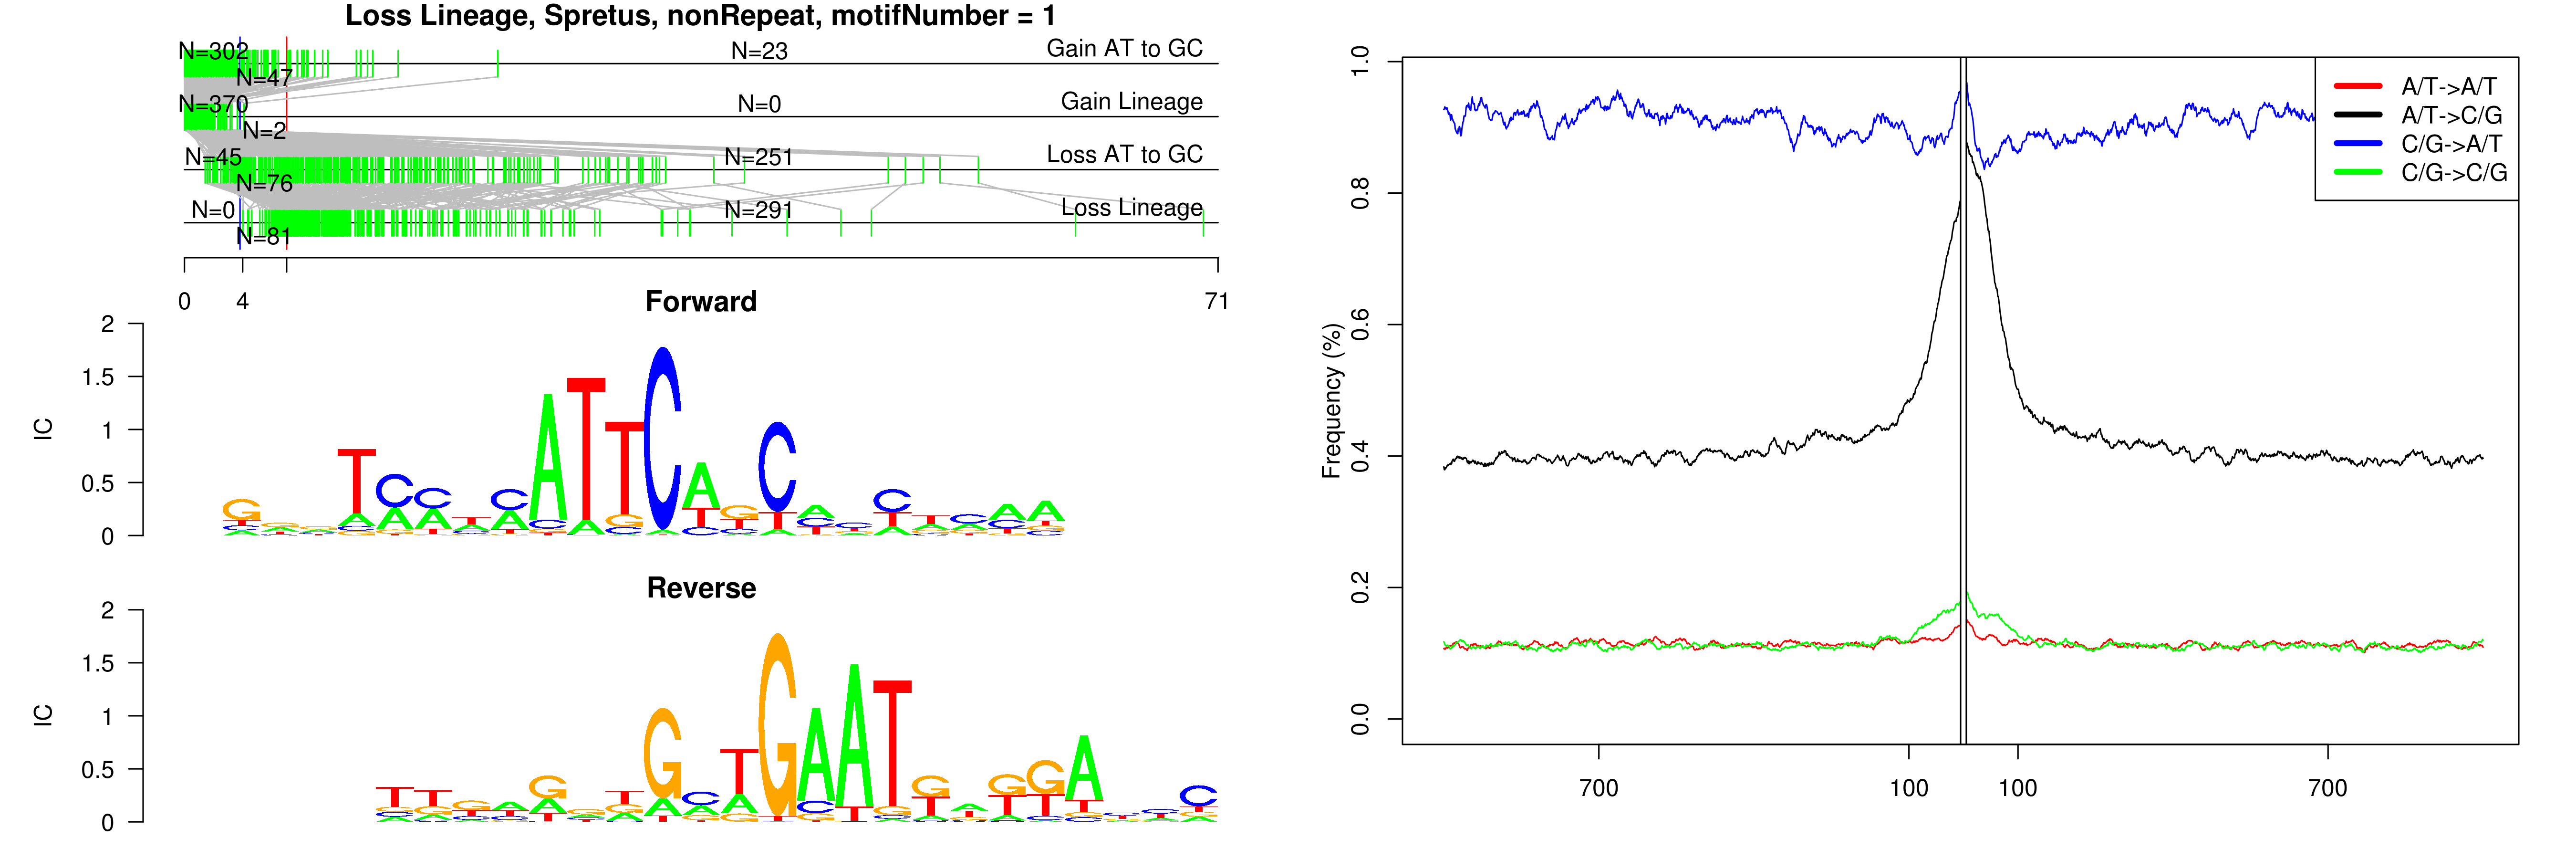 Loss Lineage, Spretus, nonRepeat, motifNumber = 1
N=302 N=23 Gain AT to GC
N=47
N=370 N=0 Gain Lineage
N=2
N=45 N=251 Loss AT to GC
N=76
N=0 N=291 Loss Lineage
N=81
0 4 71
Forward
IC
2
1.5
1
0.5
0
G T C C C A T T C A G C A C A A
Reverse
IC
2
1.5
1
0.5
0
T T G A G T G C T G A A T G G G A C
Frequency (%)
1.0
0.8
0.6
0.4
0.2
0.0
700 100 100 700
A/T->A/T
A/T->C/G
C/G->A/T
C/G->C/G